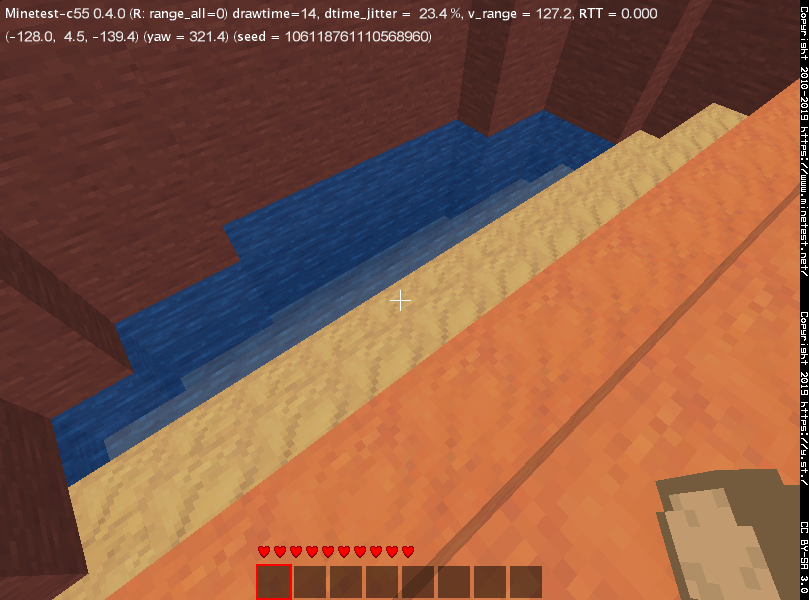 Minetest-c55 0.4.0 (R: range_all=0) drawtime=14, dtime_jitter =  23.4 %, v_range = 127.2, RTT = 0.000
(-128.0,  4.5, -139.4) (yaw = 321.4) (seed = 106118761110568960)
Copyright 2010-2019 https://www.minetest.net/
Copyright 2019 https://y.st./
CC BY-SA 3.0